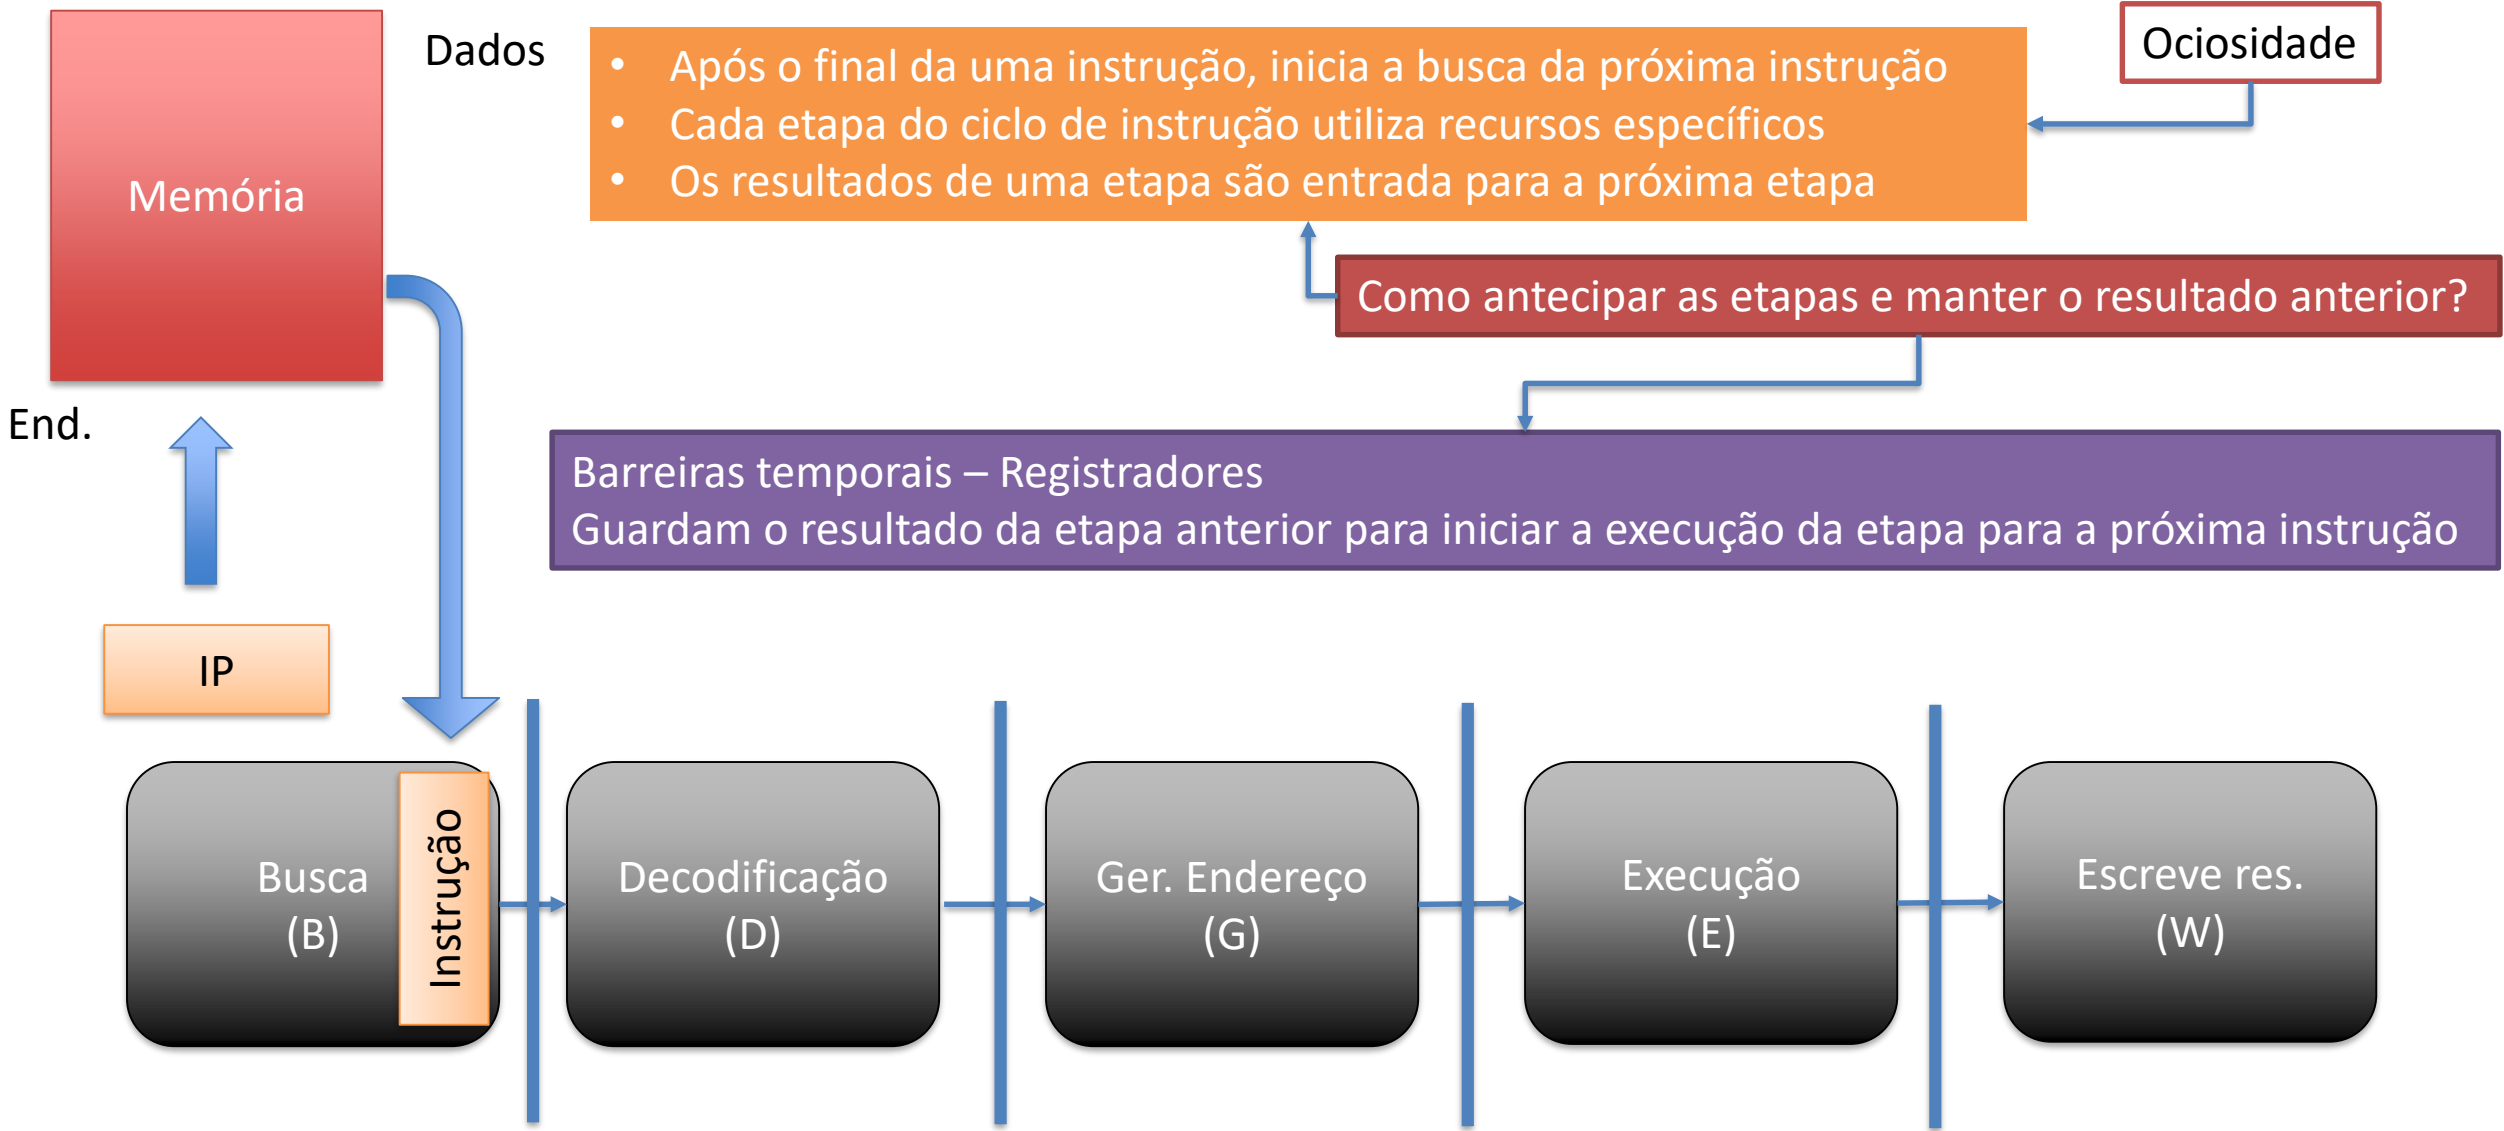 Memória
Dados
• Após o final da uma instrução, inicia a busca da próxima instrução
• Cada etapa do ciclo de instrução utiliza recursos específicos
• Os resultados de uma etapa são entrada para a próxima etapa
Ociosidade
Como antecipar as etapas e manter o resultado anterior?
End.
Barreiras temporais – Registradores
Guardam o resultado da etapa anterior para iniciar a execução da etapa para a próxima instrução
IP
Busca
(B)
Instrução
Decodificação
(D)
Ger. Endereço
(G)
Execução
(E)
Escreve res.
(W)